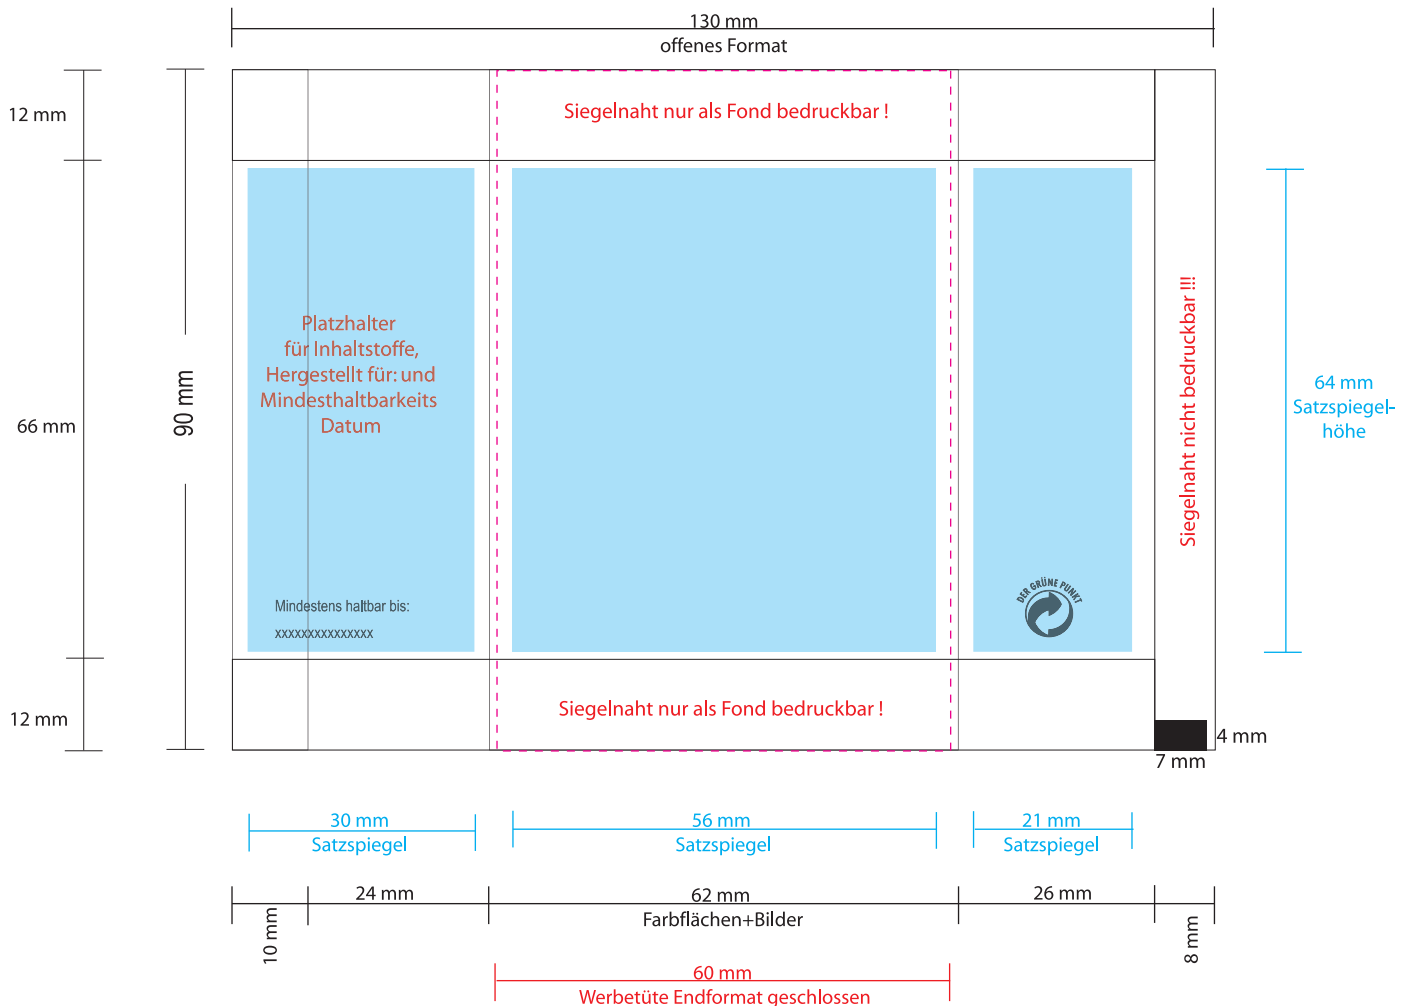 130 mm
offenes Format
12 mm
Siegelnaht nur als Fond bedruckbar !
Platzhalter
für Inhaltstoffe,
Hergestellt für: und
Mindesthaltbarkeits
Datum
66 mm
90 mm
Siegelnaht nicht bedruckbar !!!
64 mm
Satzspiegel-
höhe
Mindestens haltbar bis:
xxxxxxxxxxxxxxx
DER GRÜNE PUNKT
12 mm
Siegelnaht nur als Fond bedruckbar !
4 mm
7 mm
30 mm
Satzspiegel
56 mm
Satzspiegel
21 mm
Satzspiegel
10 mm
24 mm
62 mm
Farbflächen+Bilder
26 mm
8 mm
60 mm
Werbetüte Endformat geschlossen